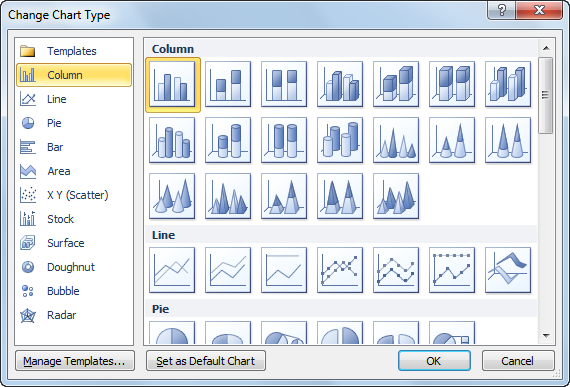 Change Chart Type
Templates
Column
Line
Pie
Bar
Area
X Y (Scatter)
Stock
Surface
Doughnut
Bubble
Radar
Column
Line
Pie
Manage Templates...
Set as Default Chart
OK
Cancel